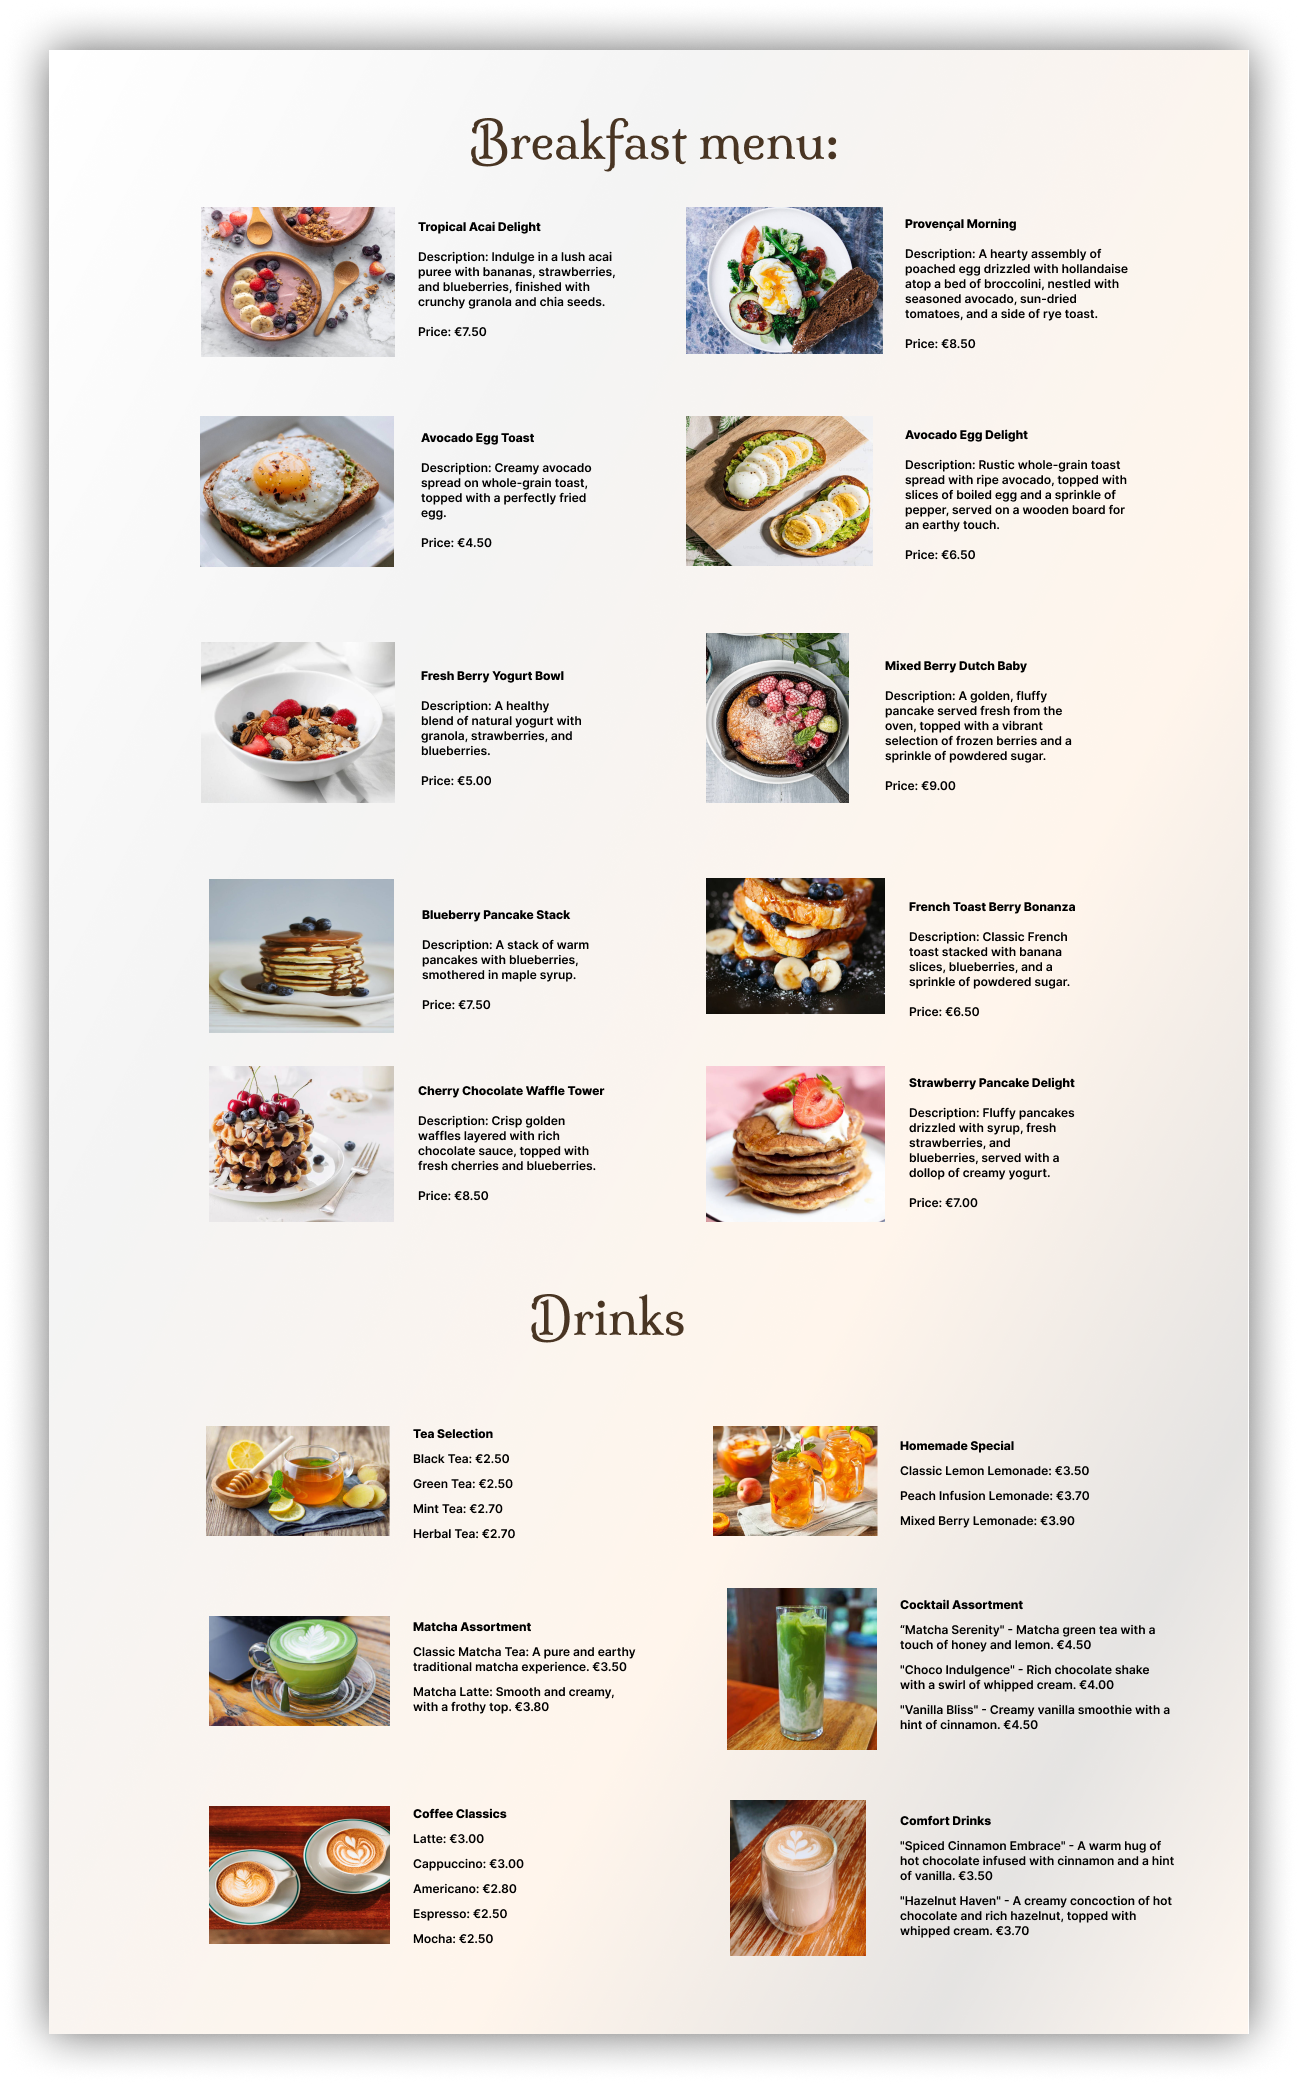 Breakfast menu:
Tropical Acai Delight
Description: Indulge in a lush acai
puree with bananas, strawberries,
and blueberries, finished with
crunchy granola and chia seeds.
Price: €7.50
Provençal Morning
Description: A hearty assembly of
poached egg drizzled with hollandaise
atop a bed of broccolini, nestled with
seasoned avocado, sun-dried
tomatoes, and a side of rye toast.
Price: €8.50
Avocado Egg Toast
Description: Creamy avocado
spread on whole-grain toast,
topped with a perfectly fried
egg.
Price: €4.50
Avocado Egg Delight
Description: Rustic whole-grain toast
spread with ripe avocado, topped with
slices of boiled egg and a sprinkle of
pepper, served on a wooden board for
an earthy touch.
Price: €6.50
Fresh Berry Yogurt Bowl
Description: A healthy
blend of natural yogurt with
granola, strawberries, and
blueberries.
Price: €5.00
Mixed Berry Dutch Baby
Description: A golden, fluffy
pancake served fresh from the
oven, topped with a vibrant
selection of frozen berries and a
sprinkle of powdered sugar.
Price: €9.00
Blueberry Pancake Stack
Description: A stack of warm
pancakes with blueberries,
smothered in maple syrup.
Price: €7.50
French Toast Berry Bonanza
Description: Classic French
toast stacked with banana
slices, blueberries, and a
sprinkle of powdered sugar.
Price: €6.50
Cherry Chocolate Waffle Tower
Description: Crisp golden
waffles layered with rich
chocolate sauce, topped with
fresh cherries and blueberries.
Price: €8.50
Strawberry Pancake Delight
Description: Fluffy pancakes
drizzled with syrup, fresh
strawberries, and
blueberries, served with a
dollop of creamy yogurt.
Price: €7.00
Drinks
Tea Selection
Black Tea: €2.50
Green Tea: €2.50
Mint Tea: €2.70
Herbal Tea: €2.70
Homemade Special
Classic Lemon Lemonade: €3.50
Peach Infusion Lemonade: €3.70
Mixed Berry Lemonade: €3.90
Matcha Assortment
Classic Matcha Tea: A pure and earthy
traditional matcha experience. €3.50
Matcha Latte: Smooth and creamy,
with a frothy top. €3.80
Cocktail Assortment
“Matcha Serenity" - Matcha green tea with a
touch of honey and lemon. €4.50
"Choco Indulgence" - Rich chocolate shake
with a swirl of whipped cream. €4.00
"Vanilla Bliss" - Creamy vanilla smoothie with a
hint of cinnamon. €4.50
Coffee Classics
Latte: €3.00
Cappuccino: €3.00
Americano: €2.80
Espresso: €2.50
Mocha: €2.50
Comfort Drinks
"Spiced Cinnamon Embrace" - A warm hug of
hot chocolate infused with cinnamon and a hint
of vanilla. €3.50
"Hazelnut Haven" - A creamy concoction of hot
chocolate and rich hazelnut, topped with
whipped cream. €3.70